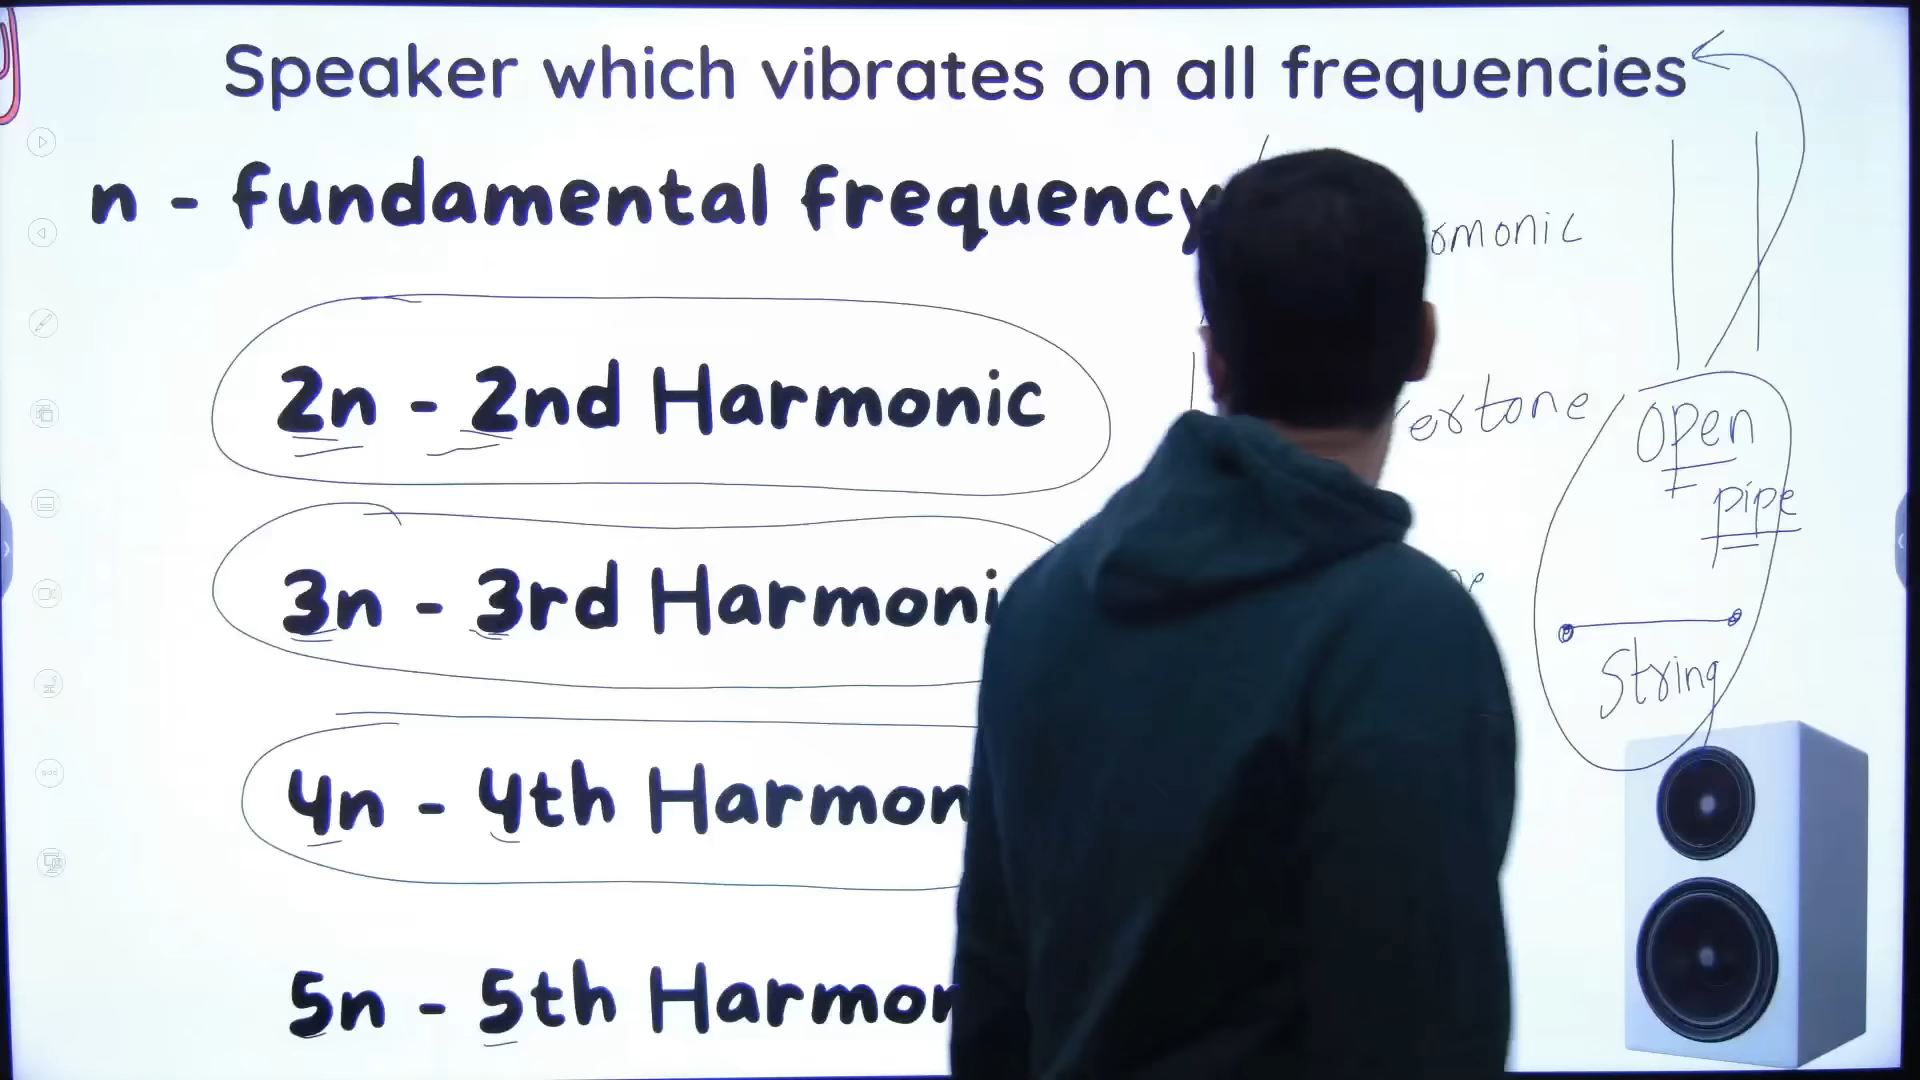 Speaker which vibrates on all frequencies
n - fundamental frequency
omonic
2n - 2nd Harmonic
ertone
open
pipe
3n - 3rd Harmoni
String
4n - 4th Harmon
5n - 5th Harmon